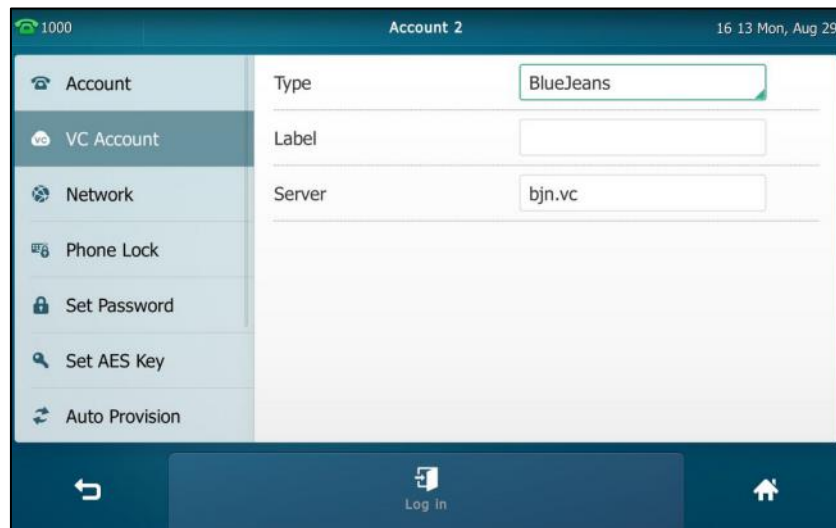 1000 Account 2 16 13 Mon, Aug 29
Account
VC Account
Network
Phone Lock
Set Password
Set AES Key
Auto Provision
Type BlueJeans
Label
Server bjn.vc
Log in